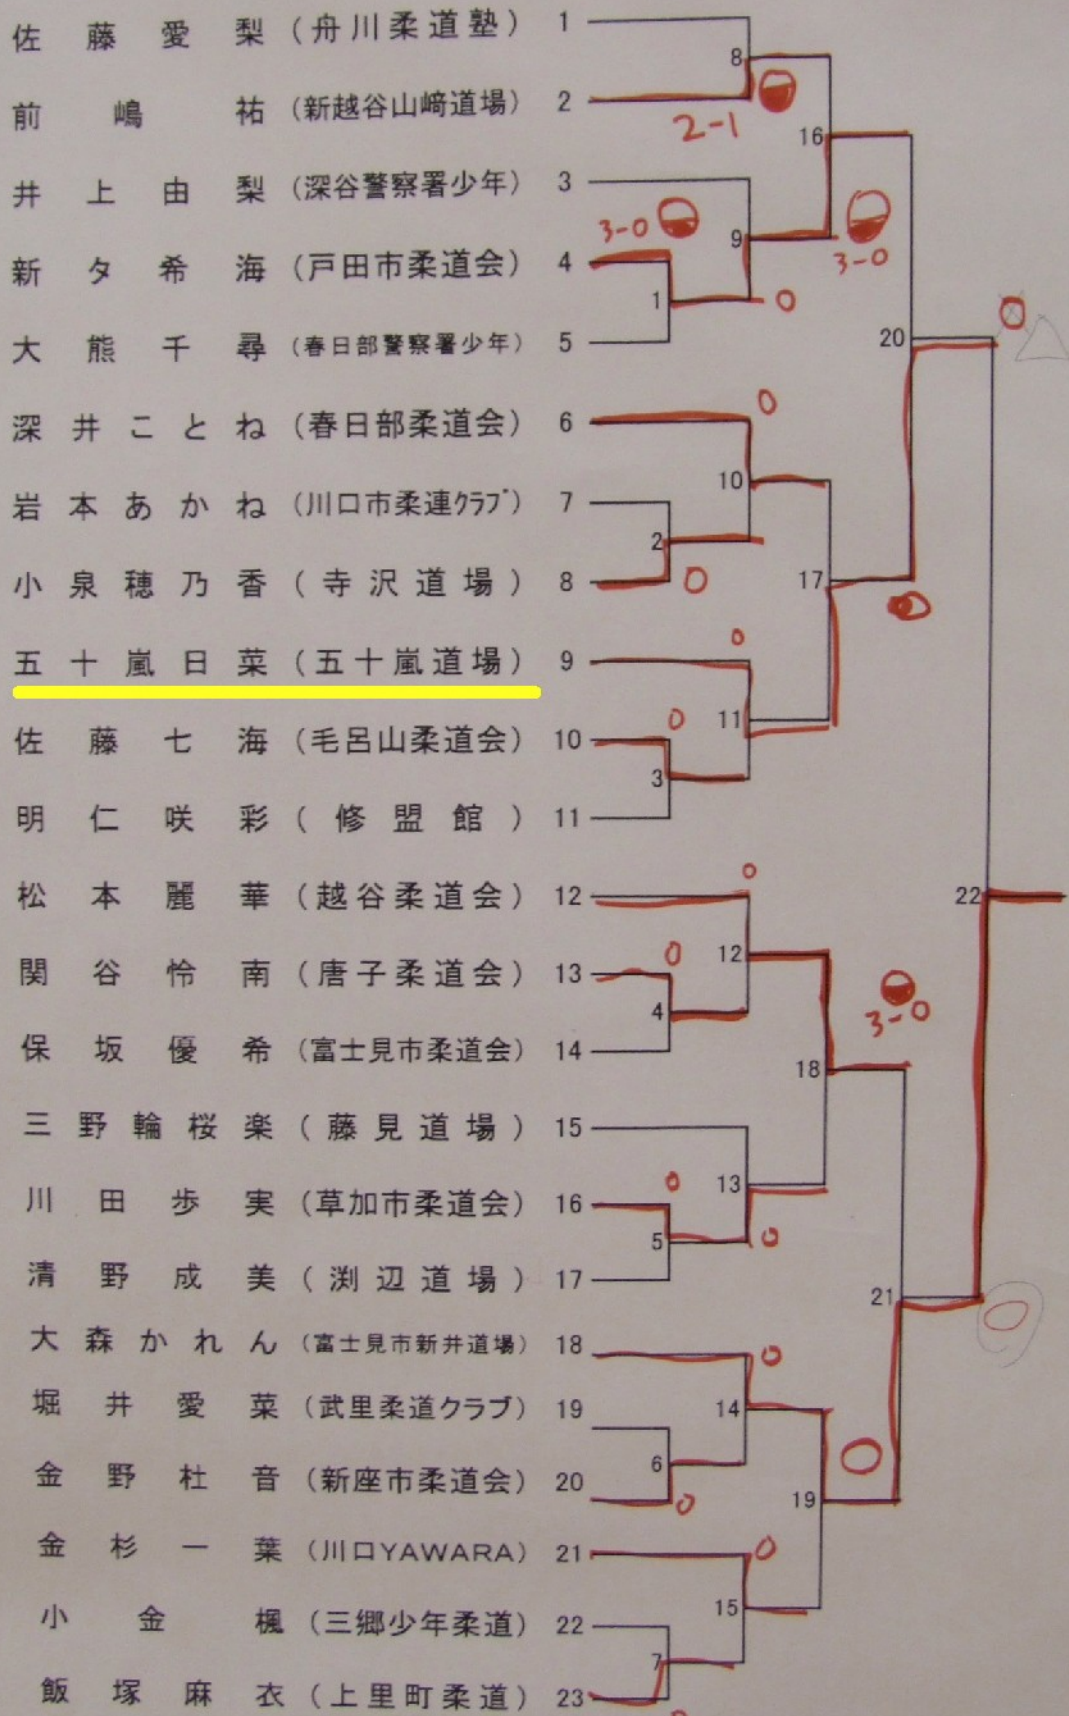 佐藤愛梨(舟川柔道塾) 1
8
前嶋祐(新越谷山﨑道場) 2
2-1
16
井上由梨(深谷警察署少年) 3
3-0
9
3-0
新夕希海(戸田市柔道会) 4
1
大熊千尋(春日部警察署少年) 5
20
深井ことね(春日部柔道会) 6
10
岩本あかね(川口市柔連クラブ) 7
2
小泉穂乃香(寺沢道場) 8
17
五十嵐日菜(五十嵐道場) 9
11
佐藤七海(毛呂山柔道会) 10
3
明仁咲彩(修盟館) 11
松本麗華(越谷柔道会) 12
22
12
関谷怜南(唐子柔道会) 13
4
3-0
保坂優希(富士見市柔道会) 14
18
三野輪桜楽(藤見道場) 15
13
川田歩実(草加市柔道会) 16
5
清野成美(渕辺道場) 17
21
大森かれん(富士見市新井道場) 18
堀井愛菜(武里柔道クラブ) 19
14
6
金野杜音(新座市柔道会) 20
19
金杉一葉(川口YAWARA) 21
15
小金楓(三郷少年柔道) 22
7
飯塚麻衣(上里町柔道) 23